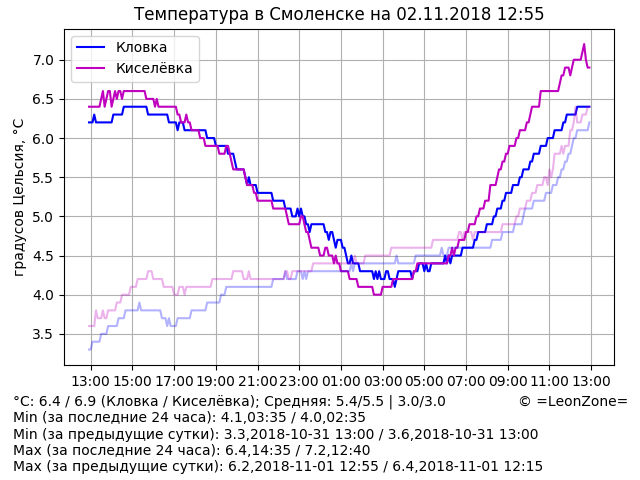 Температура в Смоленске на 02.11.2018 12:55
Кловка
Киселёвка
градусов Цельсия, °C
7.0
6.5
6.0
5.5
5.0
4.5
4.0
3.5
13:00 15:00 17:00 19:00 21:00 23:00 01:00 03:00 05:00 07:00 09:00 11:00 13:00
°C: 6.4 / 6.9 (Кловка / Киселёвка); Средняя: 5.4/5.5 | 3.0/3.0 © =LeonZone=
Min (за последние 24 часа): 4.1,03:35 / 4.0,02:35
Min (за предыдущие сутки): 3.3,2018-10-31 13:00 / 3.6,2018-10-31 13:00
Max (за последние 24 часа): 6.4,14:35 / 7.2,12:40
Max (за предыдущие сутки): 6.2,2018-11-01 12:55 / 6.4,2018-11-01 12:15